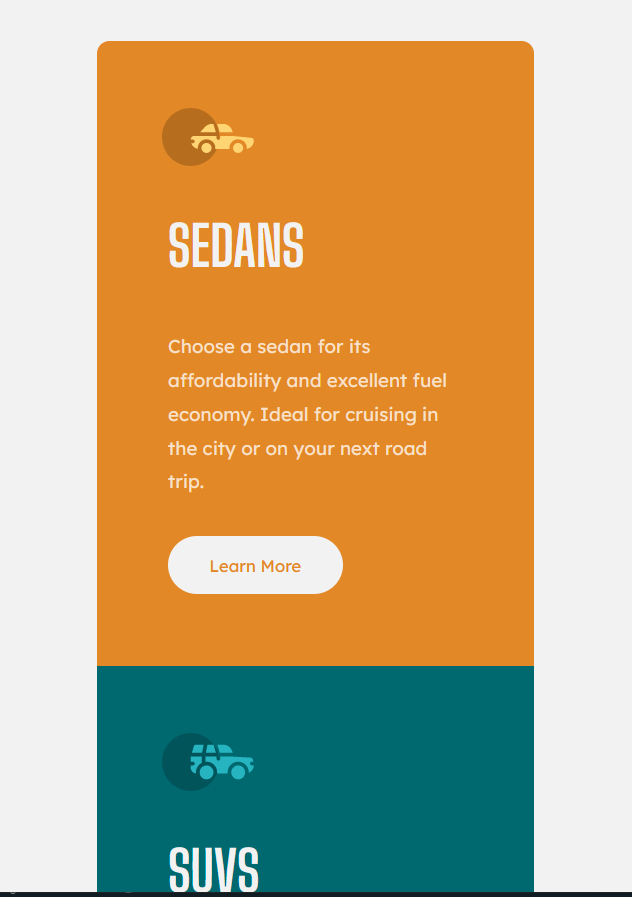 SEDANS
Choose a sedan for its
affordability and excellent fuel
economy. Ideal for cruising in
the city or on your next road
trip.
Learn More
SUVS